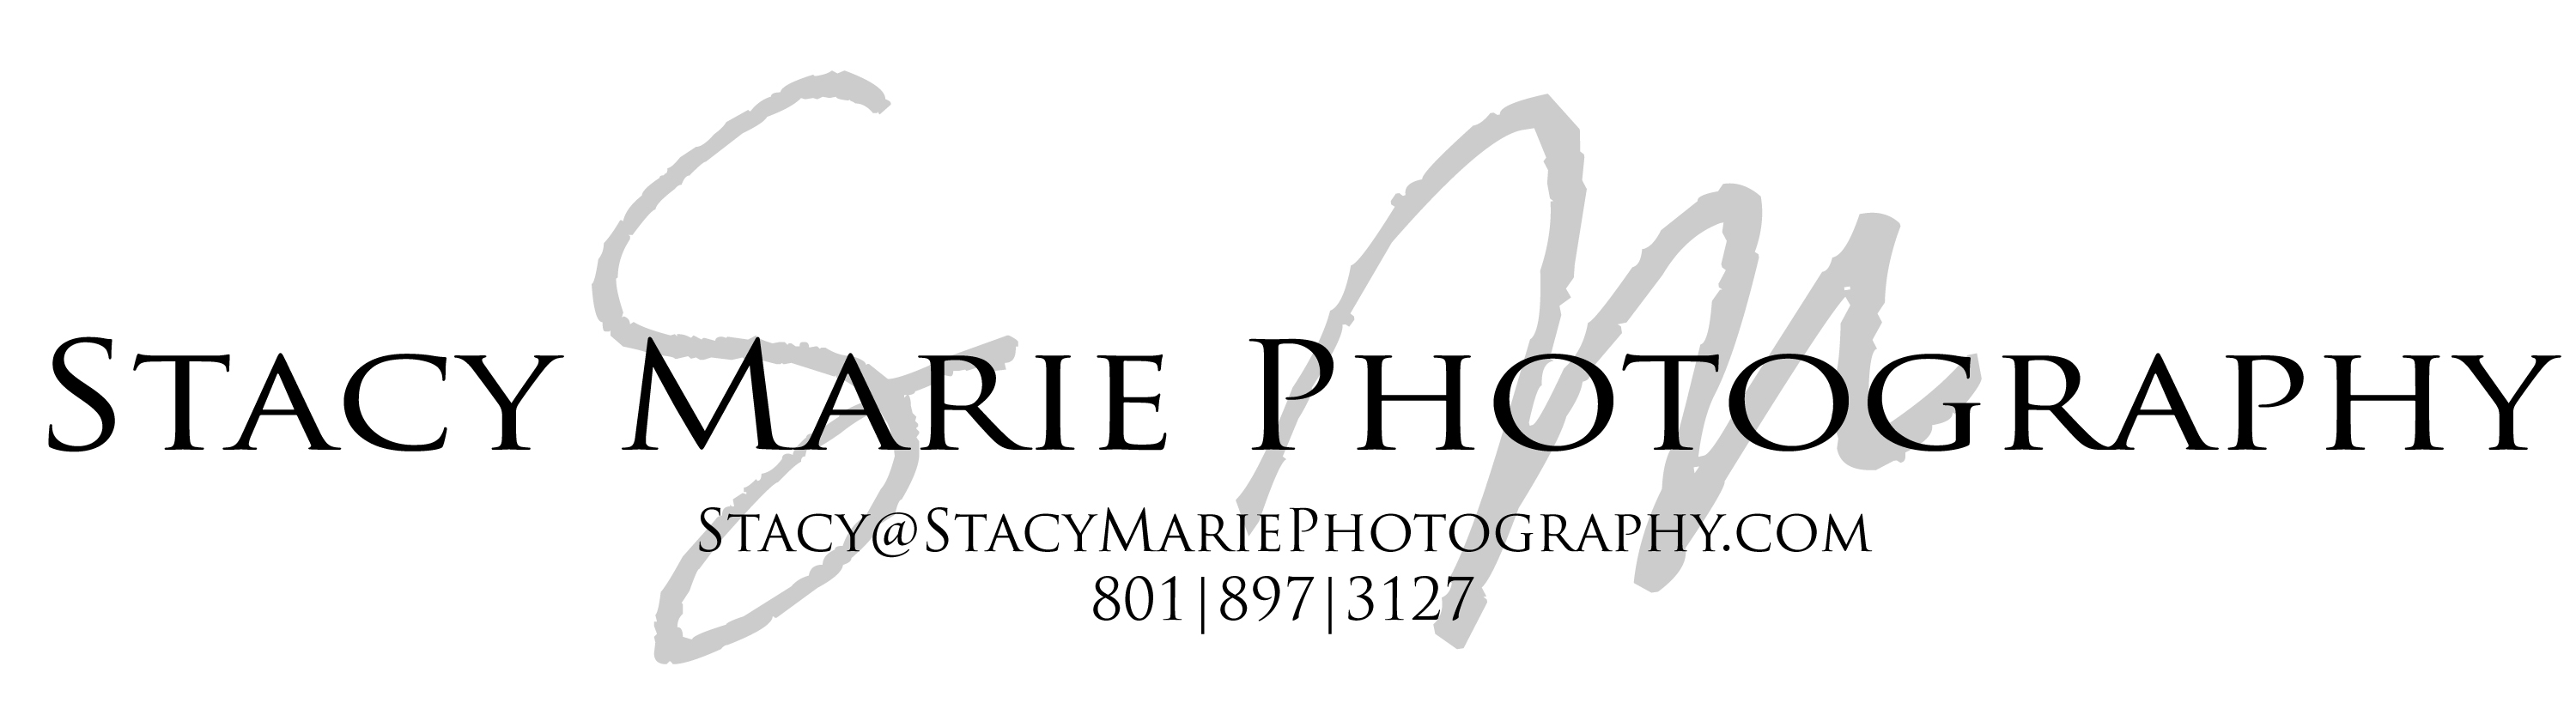 S M
Stacy Marie Photography
Stacy@StacyMariePhotography.com
801|897|3127